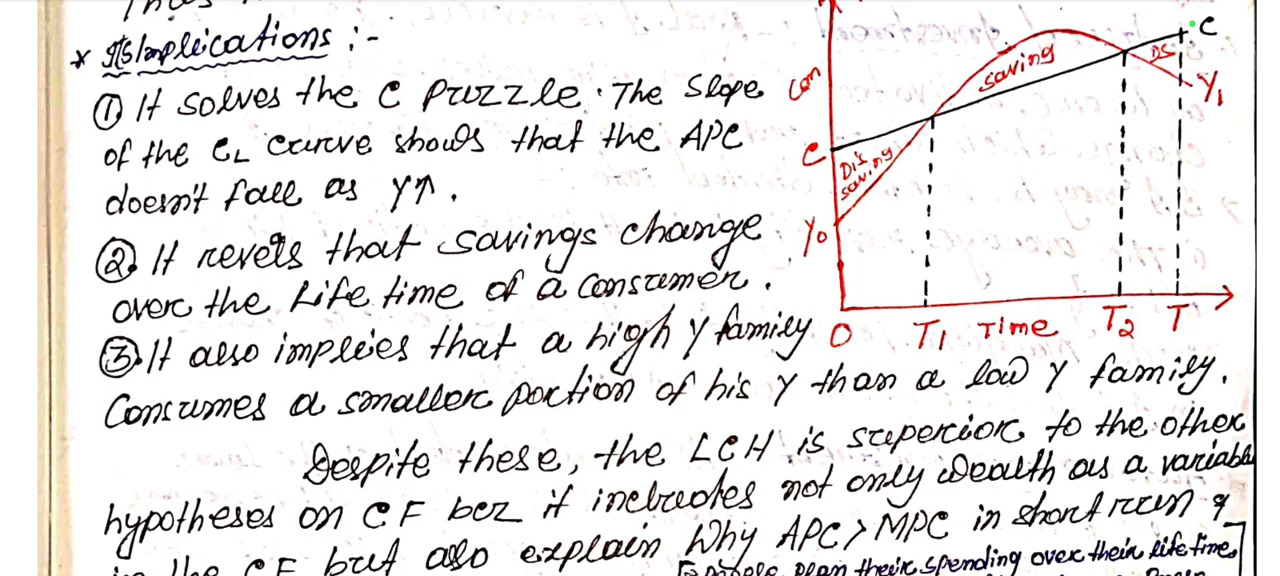 * Its Implications :-
① It solves the C Puzzle. The Slope
of the CL curve shows that the APC
doesn't fall as Y↑.
② It revels that savings change
over the Life time of a consumer.
③ It also implies that a high Y family
Consumes a smaller portion of his Y than a low Y family.
Despite these, the LCH is superior to the other
hypotheses on CF bcz it includes not only Wealth as a variable
in the CF but also explain Why APC > MPC in short run &
people plan their spending over their life time,
Con
C
Y0
Dis
saving
saving
DS
C
Y1
O
T1
Time
T2
T